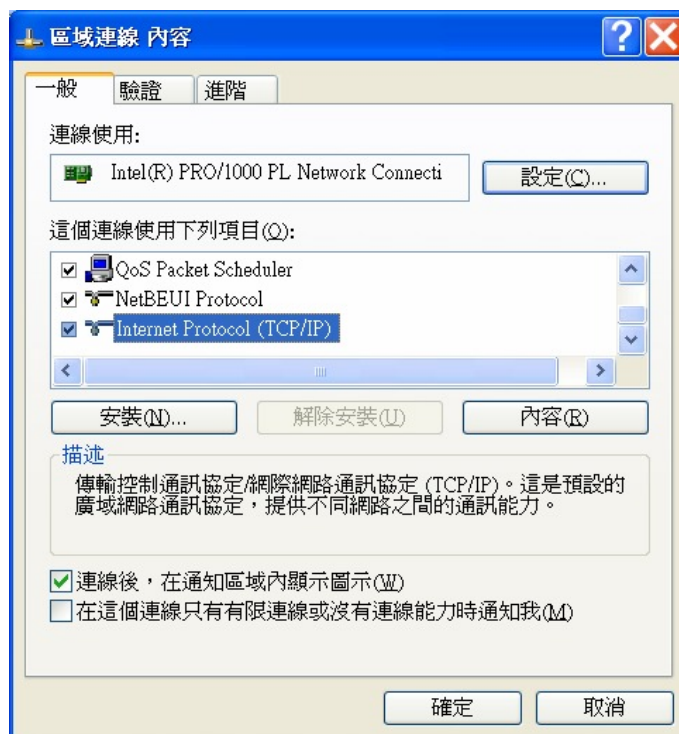 區域連線 內容
一般 驗證 進階
連線使用:
Intel(R) PRO/1000 PL Network Connecti 設定(C)...
這個連線使用下列項目(O):
QoS Packet Scheduler
NetBEUI Protocol
Internet Protocol (TCP/IP)
安裝(N)... 解除安裝(U) 內容(R)
描述
傳輸控制通訊協定/網際網路通訊協定 (TCP/IP)。這是預設的
廣域網路通訊協定，提供不同網路之間的通訊能力。
連線後，在通知區域內顯示圖示(W)
在這個連線只有有限連線或沒有連線能力時通知我(M)
確定 取消